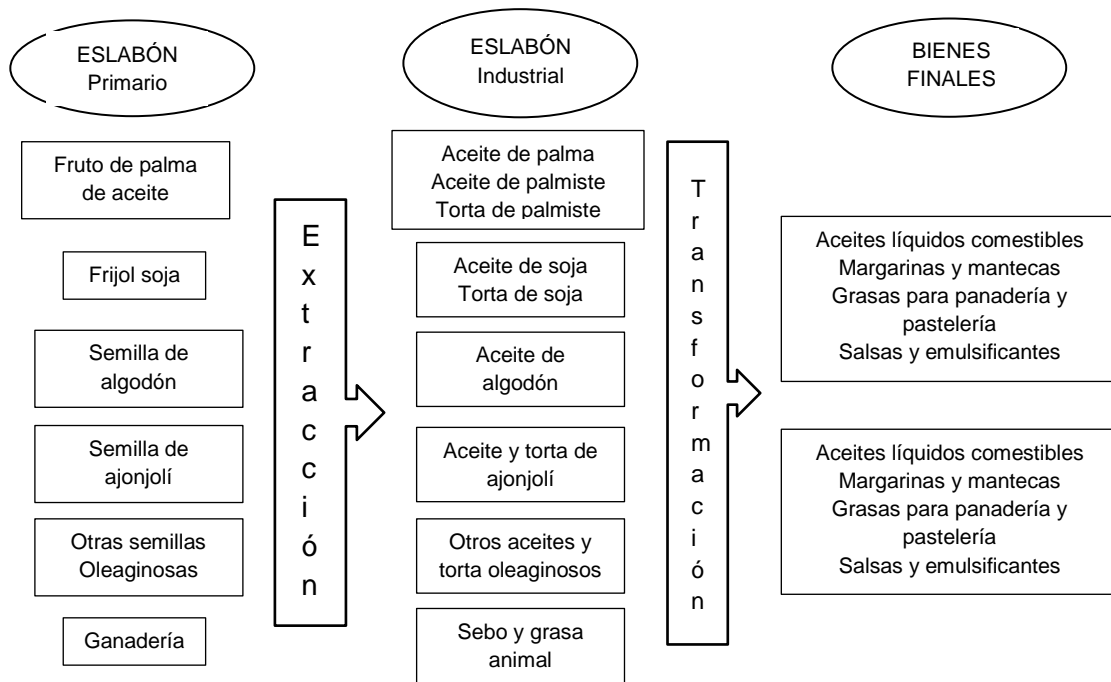 ESLABÓN
Primario
ESLABÓN
Industrial
BIENES
FINALES
Fruto de palma
de aceite
Frijol soja
Semilla de
algodón
Semilla de
ajonjolí
Otras semillas
Oleaginosas
Ganadería
Extracción
Aceite de palma
Aceite de palmiste
Torta de palmiste
Aceite de soja
Torta de soja
Aceite de
algodón
Aceite y torta de
ajonjolí
Otros aceites y
torta oleaginosos
Sebo y grasa
animal
Transformación
Aceites líquidos comestibles
Margarinas y mantecas
Grasas para panadería y
pastelería
Salsas y emulsificantes
Aceites líquidos comestibles
Margarinas y mantecas
Grasas para panadería y
pastelería
Salsas y emulsificantes